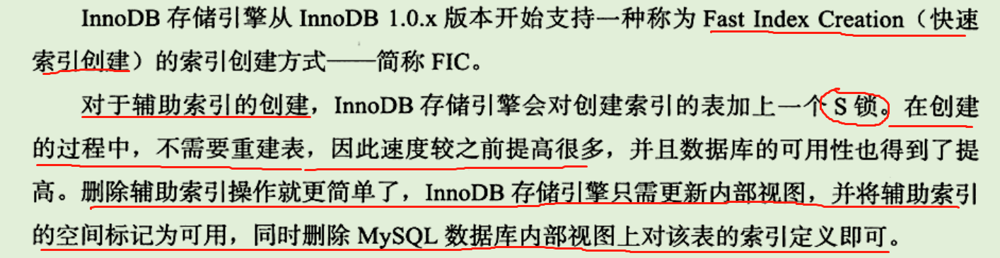 InnoDB 存储引擎从 InnoDB 1.0.x 版本开始支持一种称为 Fast Index Creation（快速
索引创建）的索引创建方式——简称 FIC。
对于辅助索引的创建，InnoDB 存储引擎会对创建索引的表加上一个 S 锁。在创建
的过程中，不需要重建表，因此速度较之前提高很多，并且数据库的可用性也得到了提
高。删除辅助索引操作就更简单了，InnoDB 存储引擎只需更新内部视图，并将辅助索引
的空间标记为可用，同时删除 MySQL 数据库内部视图上对该表的索引定义即可。